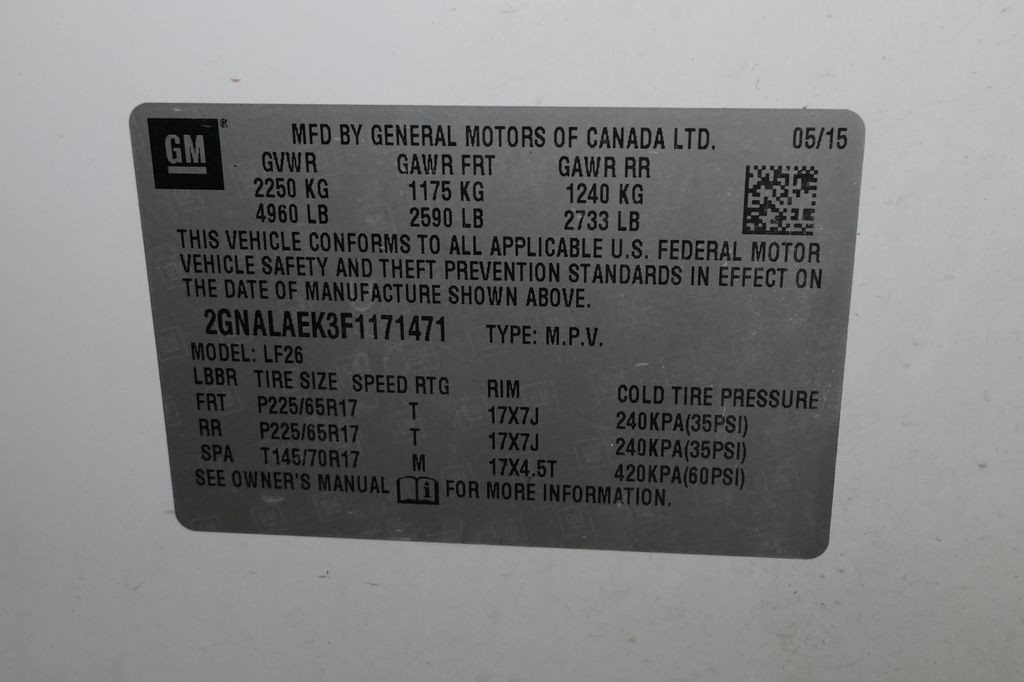 GM® MFD BY GENERAL MOTORS OF CANADA LTD. 05/15
GVWR GAWR FRT GAWR RR
2250 KG 1175 KG 1240 KG
4960 LB 2590 LB 2733 LB
THIS VEHICLE CONFORMS TO ALL APPLICABLE U.S. FEDERAL MOTOR
VEHICLE SAFETY AND THEFT PREVENTION STANDARDS IN EFFECT ON
THE DATE OF MANUFACTURE SHOWN ABOVE.
2GNALAEK3F1171471 TYPE: M.P.V.
MODEL: LF26
LBBR TIRE SIZE SPEED RTG RIM COLD TIRE PRESSURE
FRT P225/65R17 T 17X7J 240KPA(35PSI)
RR P225/65R17 T 17X7J 240KPA(35PSI)
SPA T145/70R17 M 17X4.5T 420KPA(60PSI)
SEE OWNER'S MANUAL i FOR MORE INFORMATION.